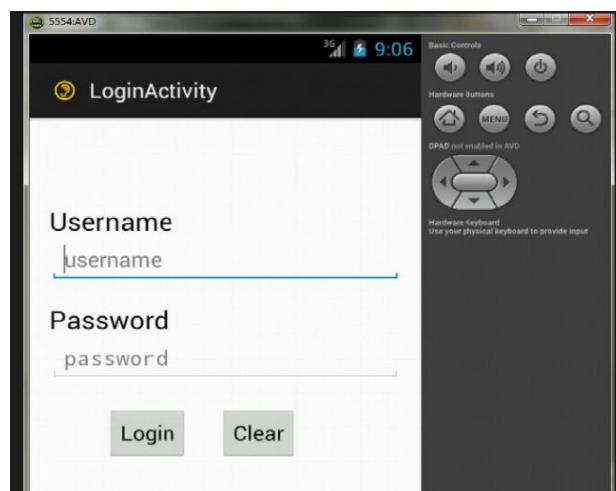 5554:AVD
3G 9:06
LoginActivity
Username
username
Password
password
Login Clear
Basic Controls
Hardware Buttons
MENU
DPAD not enabled in AVD
Hardware Keyboard
Use your physical keyboard to provide input